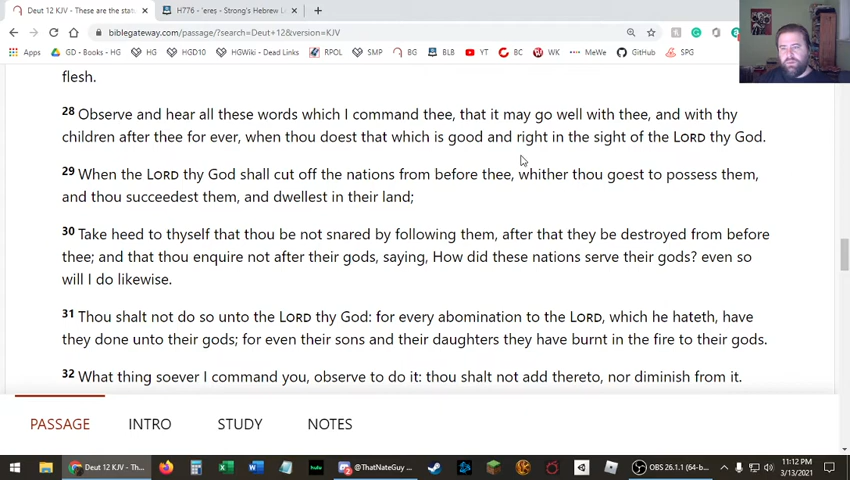 Deut 12 KJV - These are the stat
H776 - 'eres - Strong's Hebrew L
biblegateway.com/passage/?search=Deut+12&version=KJV
Apps GD - Books - HG HG HGD10 HGWiki - Dead Links RPOL SMP BG BLB YT BC WK MeWe GitHub SPG
flesh.
28 Observe and hear all these words which I command thee, that it may go well with thee, and with thy
children after thee for ever, when thou doest that which is good and right in the sight of the LORD thy God.
29 When the LORD thy God shall cut off the nations from before thee, whither thou goest to possess them,
and thou succeedest them, and dwellest in their land;
30 Take heed to thyself that thou be not snared by following them, after that they be destroyed from before
thee; and that thou enquire not after their gods, saying, How did these nations serve their gods? even so
will I do likewise.
31 Thou shalt not do so unto the LORD thy God: for every abomination to the LORD, which he hateth, have
they done unto their gods; for even their sons and their daughters they have burnt in the fire to their gods.
32 What thing soever I command you, observe to do it: thou shalt not add thereto, nor diminish from it.
PASSAGE INTRO STUDY NOTES
Deut 12 KJV - Th... hulu @ThatNateGuy ... OBS 26.1.1 (64-b... 11:12 PM
3/13/2021